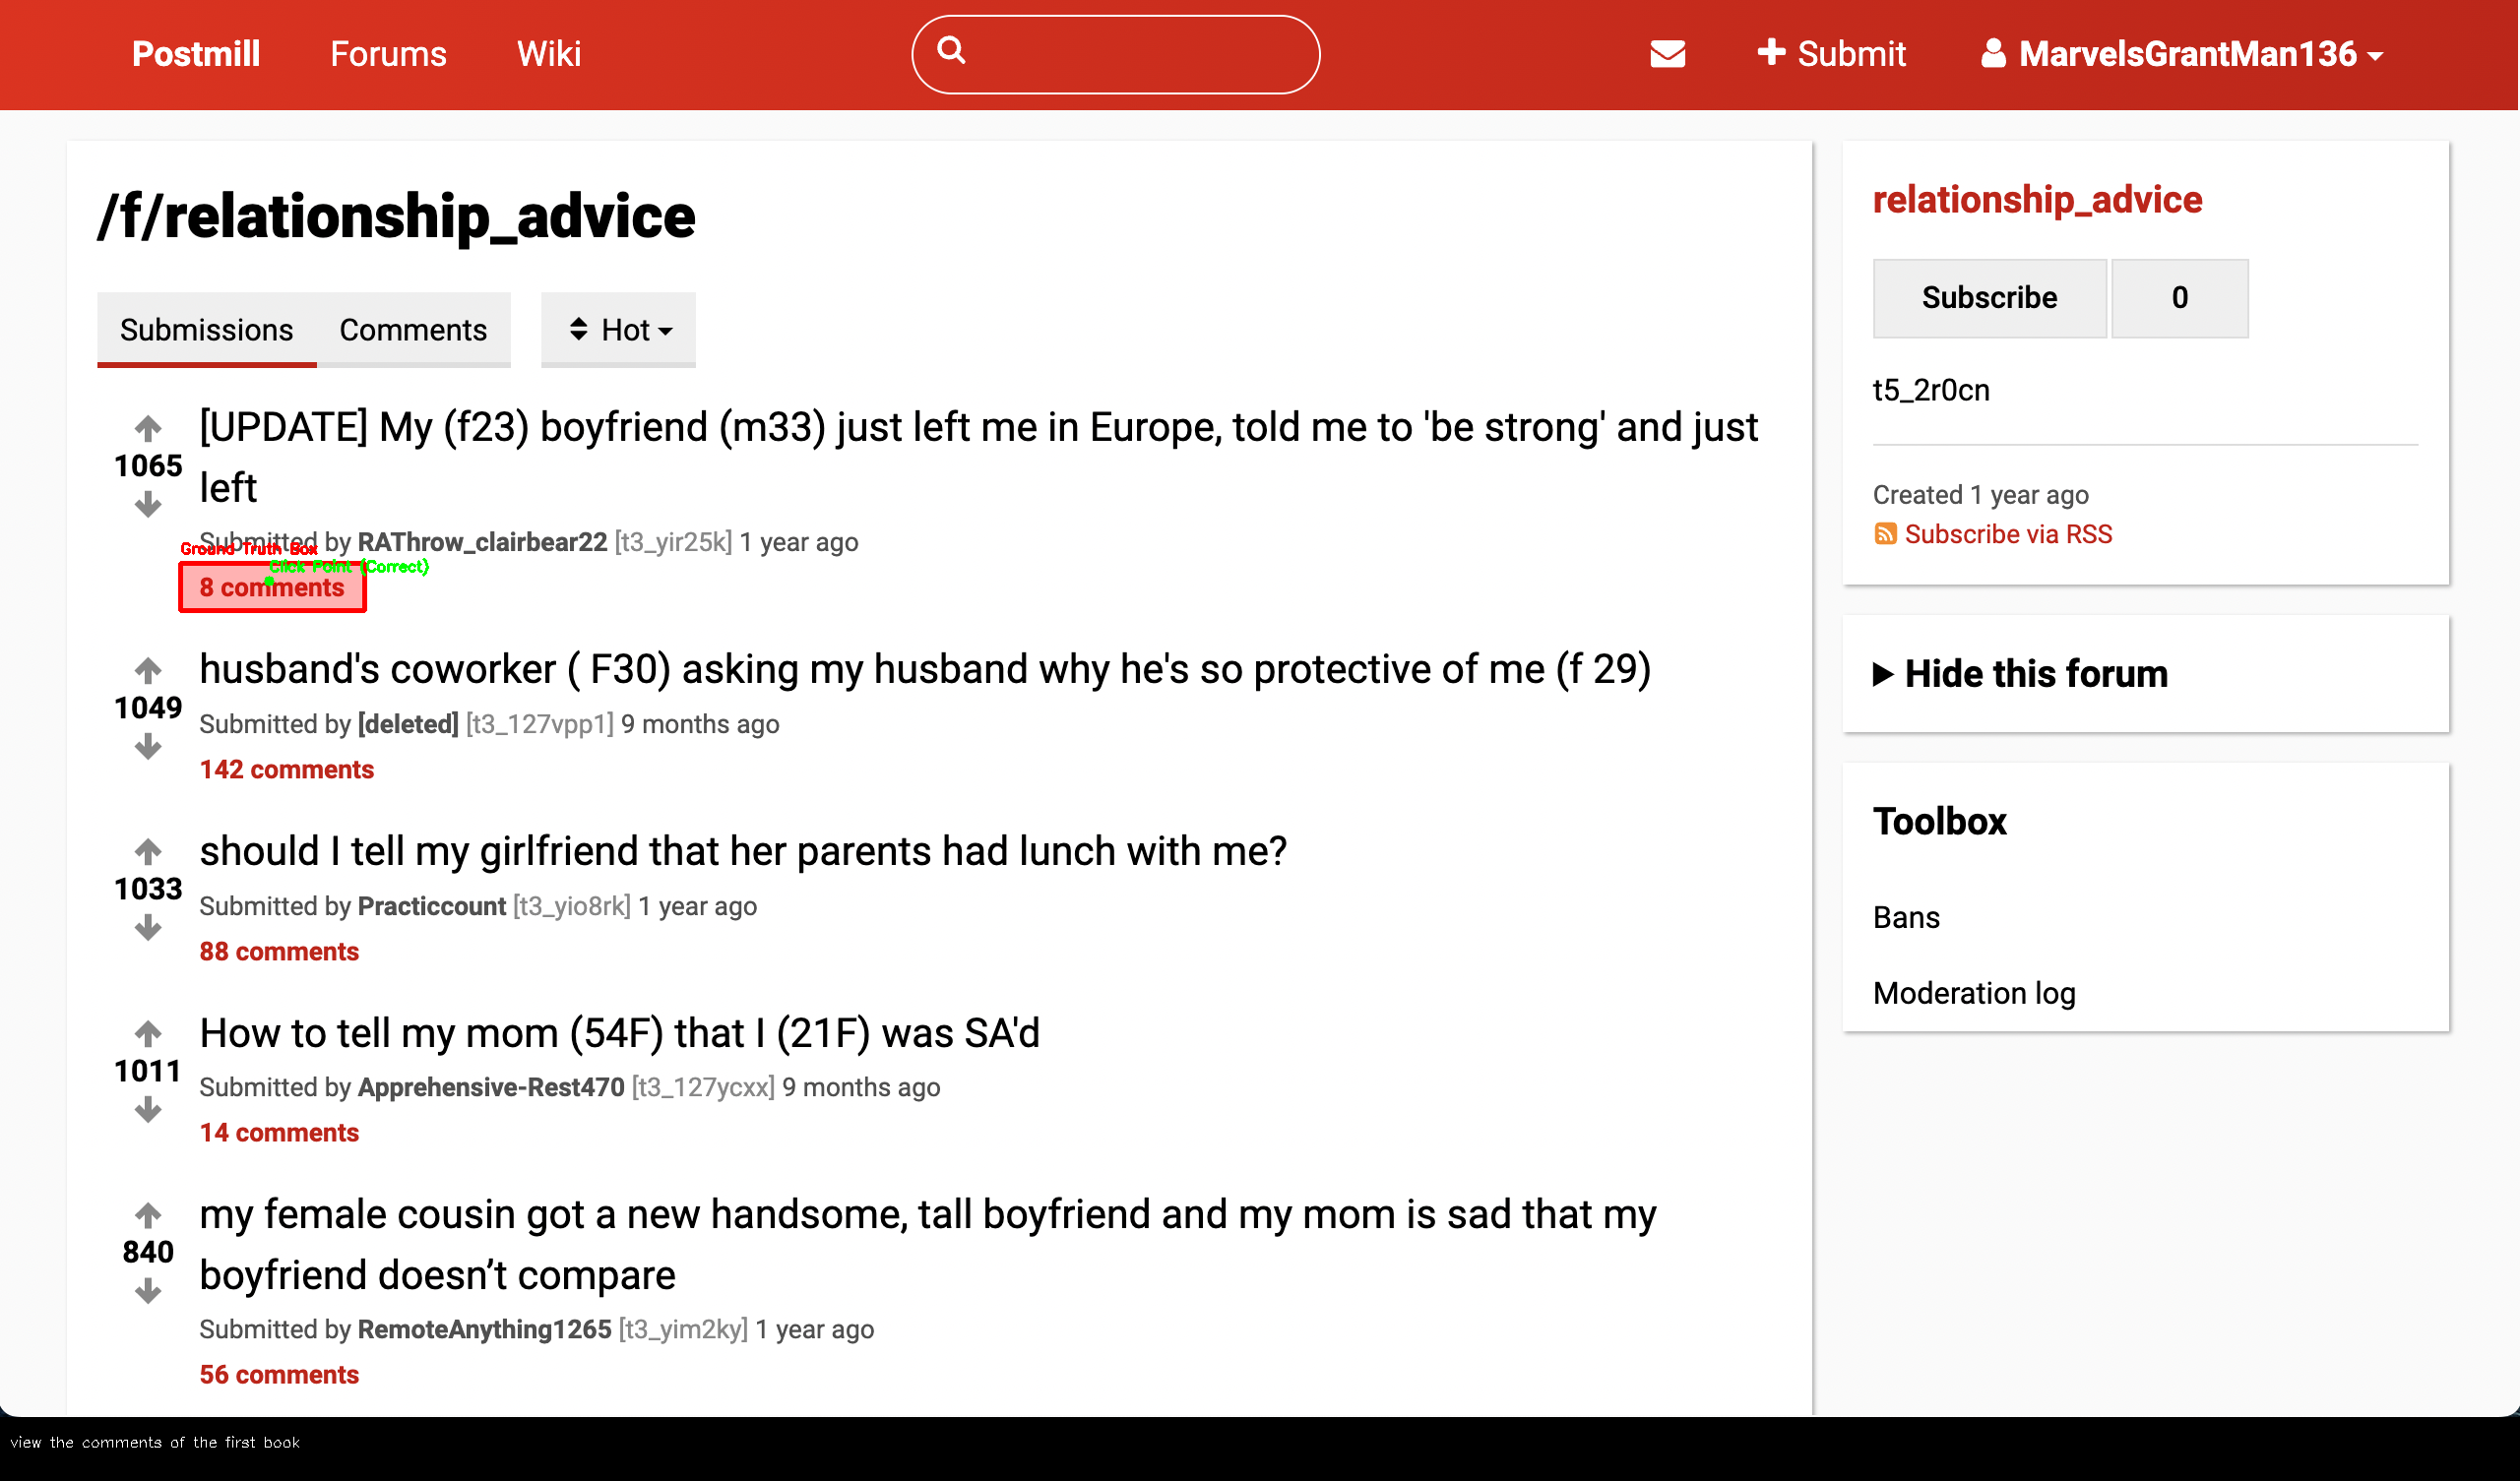 Postmill Forums Wiki Submit MarvelsGrantMan136
/f/relationship_advice
Submissions Comments Hot
[UPDATE] My (f23) boyfriend (m33) just left me in Europe, told me to 'be strong' and just
left
1065
Submitted by RAThrow_clairbear22 [t3_yir25k] 1 year ago
Ground Truth Box
Click Point (Correct)
8 comments
husband's coworker ( F30) asking my husband why he's so protective of me (f 29)
1049
Submitted by [deleted] [t3_127vpp1] 9 months ago
142 comments
should I tell my girlfriend that her parents had lunch with me?
1033
Submitted by Practiccount [t3_yio8rk] 1 year ago
88 comments
How to tell my mom (54F) that I (21F) was SA'd
1011
Submitted by Apprehensive-Rest470 [t3_127ycxx] 9 months ago
14 comments
my female cousin got a new handsome, tall boyfriend and my mom is sad that my
boyfriend doesn’t compare
840
Submitted by RemoteAnything1265 [t3_yim2ky] 1 year ago
56 comments
relationship_advice
Subscribe 0
t5_2r0cn
Created 1 year ago
Subscribe via RSS
Hide this forum
Toolbox
Bans
Moderation log
view the comments of the first book